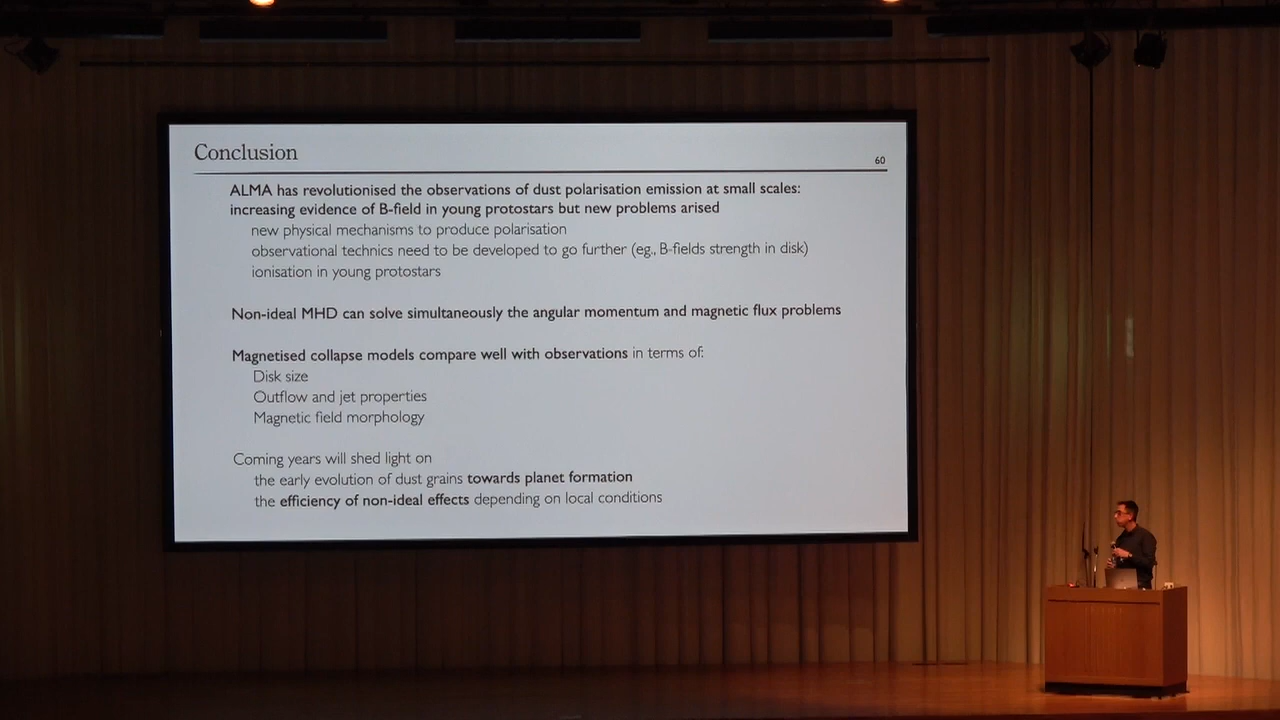 Conclusion
60
ALMA has revolutionised the observations of dust polarisation emission at small scales:
increasing evidence of B-field in young protostars but new problems arised
new physical mechanisms to produce polarisation
observational technics need to be developed to go further (eg., B-fields strength in disk)
ionisation in young protostars
Non-ideal MHD can solve simultaneously the angular momentum and magnetic flux problems
Magnetised collapse models compare well with observations in terms of:
Disk size
Outflow and jet properties
Magnetic field morphology
Coming years will shed light on
the early evolution of dust grains towards planet formation
the efficiency of non-ideal effects depending on local conditions